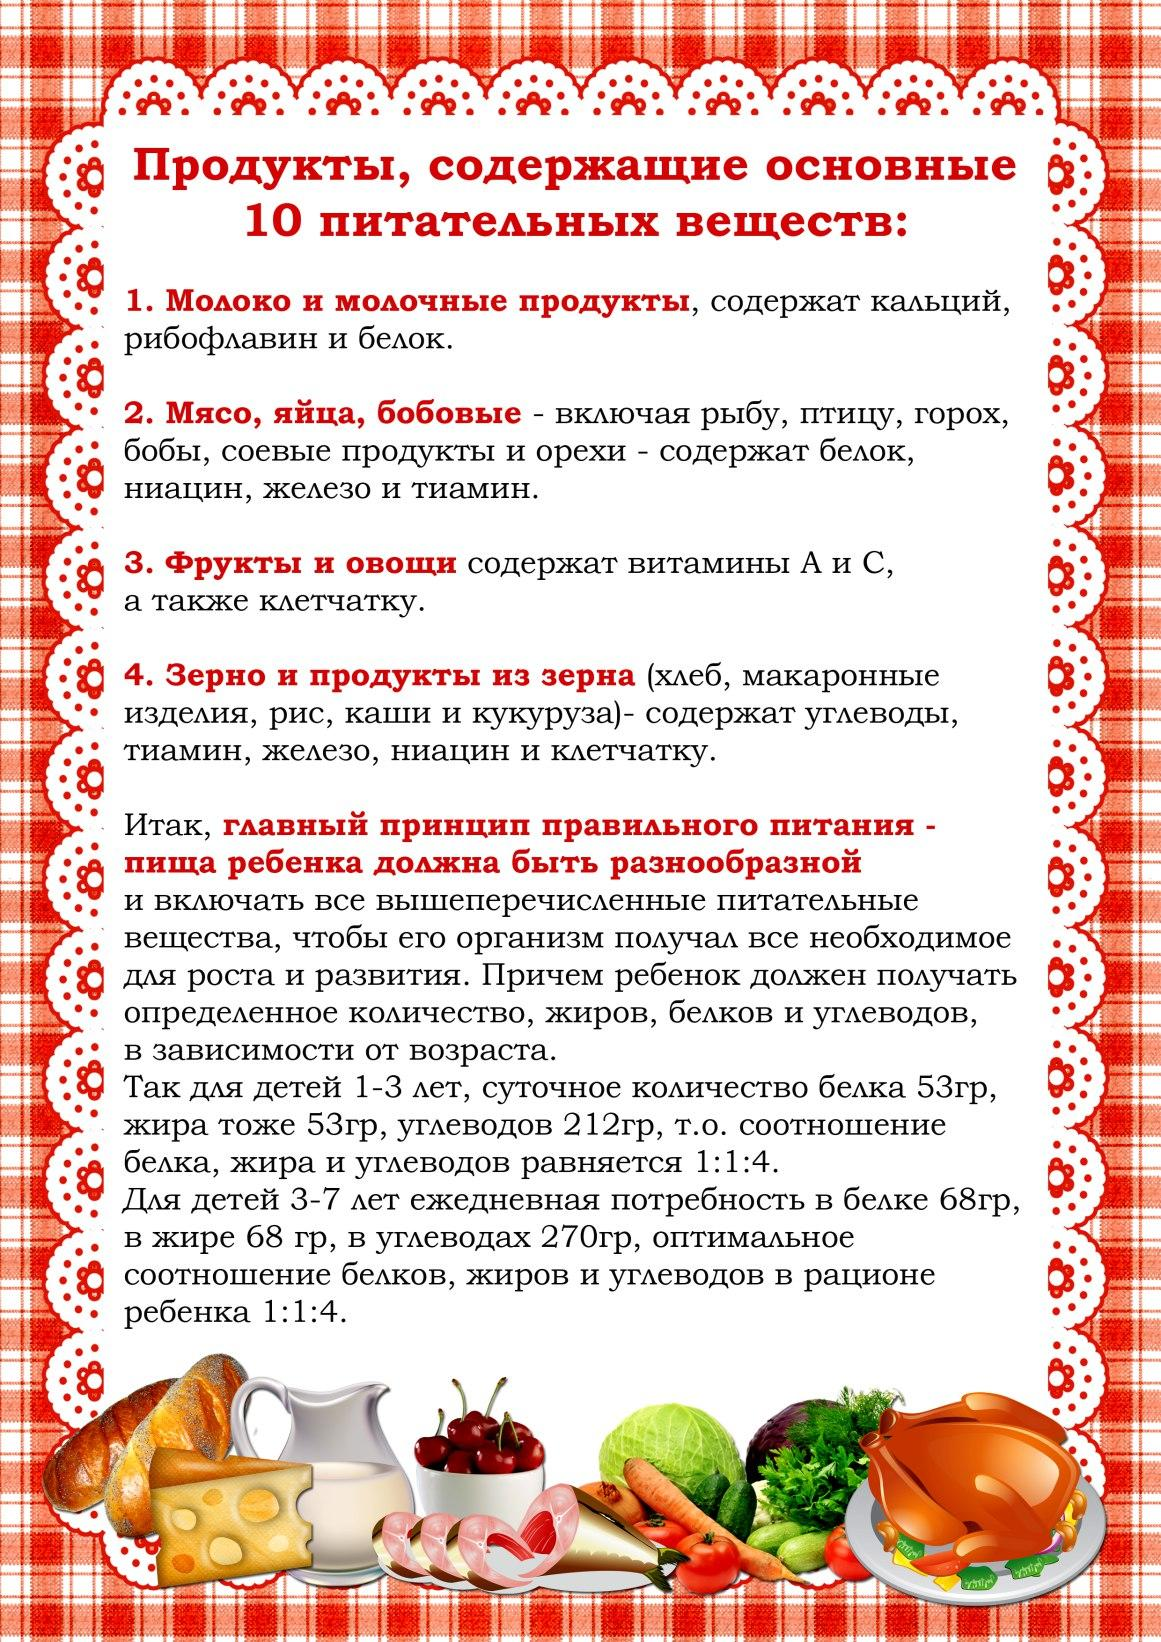 Продукты, содержащие основные
10 питательных веществ:
1. Молоко и молочные продукты, содержат кальций,
рибофлавин и белок.
2. Мясо, яйца, бобовые - включая рыбу, птицу, горох,
бобы, соевые продукты и орехи - содержат белок,
ниацин, железо и тиамин.
3. Фрукты и овощи содержат витамины А и С,
а также клетчатку.
4. Зерно и продукты из зерна (хлеб, макаронные
изделия, рис, каши и кукуруза)- содержат углеводы,
тиамин, железо, ниацин и клетчатку.
Итак, главный принцип правильного питания -
пища ребенка должна быть разнообразной
и включать все вышеперечисленные питательные
вещества, чтобы его организм получал все необходимое
для роста и развития. Причем ребенок должен получать
определенное количество, жиров, белков и углеводов,
в зависимости от возраста.
Так для детей 1-3 лет, суточное количество белка 53гр,
жира тоже 53гр, углеводов 212гр, т.о. соотношение
белка, жира и углеводов равняется 1:1:4.
Для детей 3-7 лет ежедневная потребность в белке 68гр,
в жире 68 гр, в углеводах 270гр, оптимальное
соотношение белков, жиров и углеводов в рационе
ребенка 1:1:4.